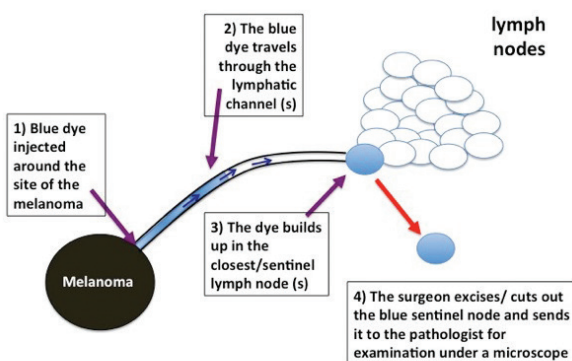 lymph
nodes
2) The blue
dye travels
through the
lymphatic
channel (s)
1) Blue dye
injected
around the
site of the
melanoma
Melanoma
3) The dye builds
up in the
closest/sentinel
lymph node (s)
4) The surgeon excises/ cuts out
the blue sentinel node and sends
it to the pathologist for
examination under a microscope